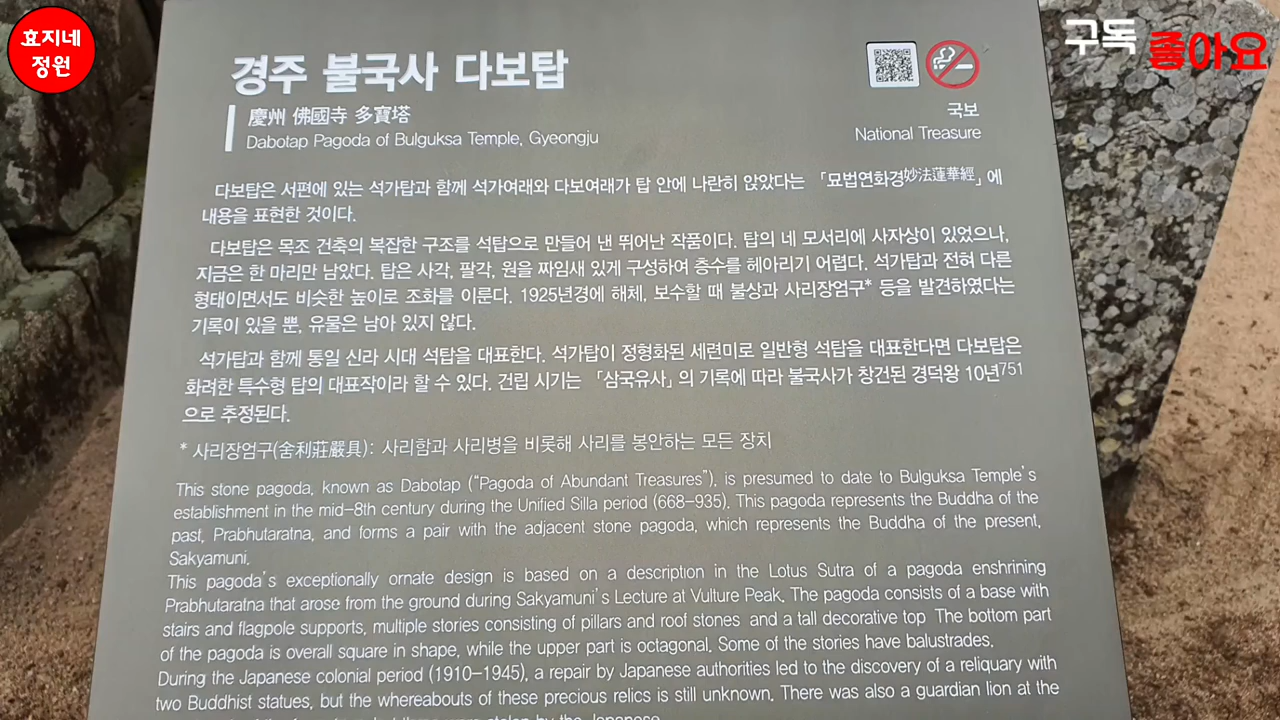 효지네
정원
구독 좋아요
경주 불국사 다보탑
慶州 佛國寺 多寶塔
Dabotap Pagoda of Bulguksa Temple, Gyeongju
국보
National Treasure
다보탑은 서편에 있는 석가탑과 함께 석가여래와 다보여래가 탑 안에 나란히 앉았다는 「묘법연화경妙法蓮華經」에
내용을 표현한 것이다.
다보탑은 목조 건축의 복잡한 구조를 석탑으로 만들어 낸 뛰어난 작품이다. 탑의 네 모서리에 사자상이 있었으나,
지금은 한 마리만 남았다. 탑은 사각, 팔각, 원을 짜임새 있게 구성하여 층수를 헤아리기 어렵다. 석가탑과 전혀 다른
형태이면서도 비슷한 높이로 조화를 이룬다. 1925년경에 해체, 보수할 때 불상과 사리장엄구* 등을 발견하였다는
기록이 있을 뿐, 유물은 남아 있지 않다.
석가탑과 함께 통일 신라 시대 석탑을 대표한다. 석가탑이 정형화된 세련미로 일반형 석탑을 대표한다면 다보탑은
화려한 특수형 탑의 대표작이라 할 수 있다. 건립 시기는 「삼국유사」의 기록에 따라 불국사가 창건된 경덕왕 10년751
으로 추정된다.
* 사리장엄구(舍利莊嚴具): 사리함과 사리병을 비롯해 사리를 봉안하는 모든 장치
This stone pagoda, known as Dabotap (“Pagoda of Abundant Treasures”), is presumed to date to Bulguksa Temple's
establishment in the mid-8th century during the Unified Silla period (668-935). This pagoda represents the Buddha of the
past, Prabhutaratna, and forms a pair with the adjacent stone pagoda, which represents the Buddha of the present,
Sakyamuni.
This pagoda's exceptionally ornate design is based on a description in the Lotus Sutra of a pagoda enshrining
Prabhutaratna that arose from the ground during Sakyamuni's Lecture at Vulture Peak. The pagoda consists of a base with
stairs and flagpole supports, multiple stories consisting of pillars and roof stones and a tall decorative top The bottom part
of the pagoda is overall square in shape, while the upper part is octagonal. Some of the stories have balustrades.
During the Japanese colonial period (1910-1945), a repair by Japanese authorities led to the discovery of a reliquary with
two Buddhist statues, but the whereabouts of these precious relics is still unknown. There was also a guardian lion at the
by the Japanese